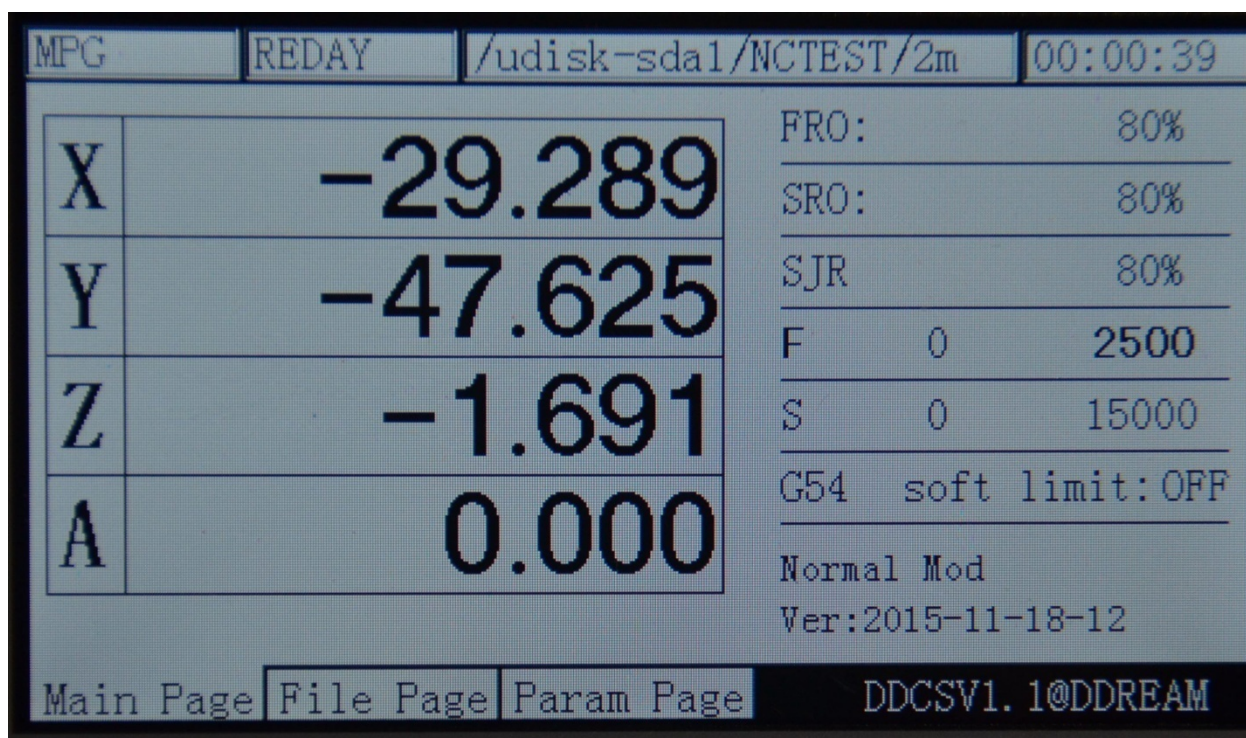 MPG REDAY /udisk-sda1/NCTEST/2m 00:00:39
X -29.289
Y -47.625
Z -1.691
A 0.000
FRO: 80%
SRO: 80%
SJR 80%
F 0 2500
S 0 15000
G54 soft limit:OFF
Normal Mod
Ver:2015-11-18-12
Main Page File Page Param Page DDCSV1.1@DDREAM